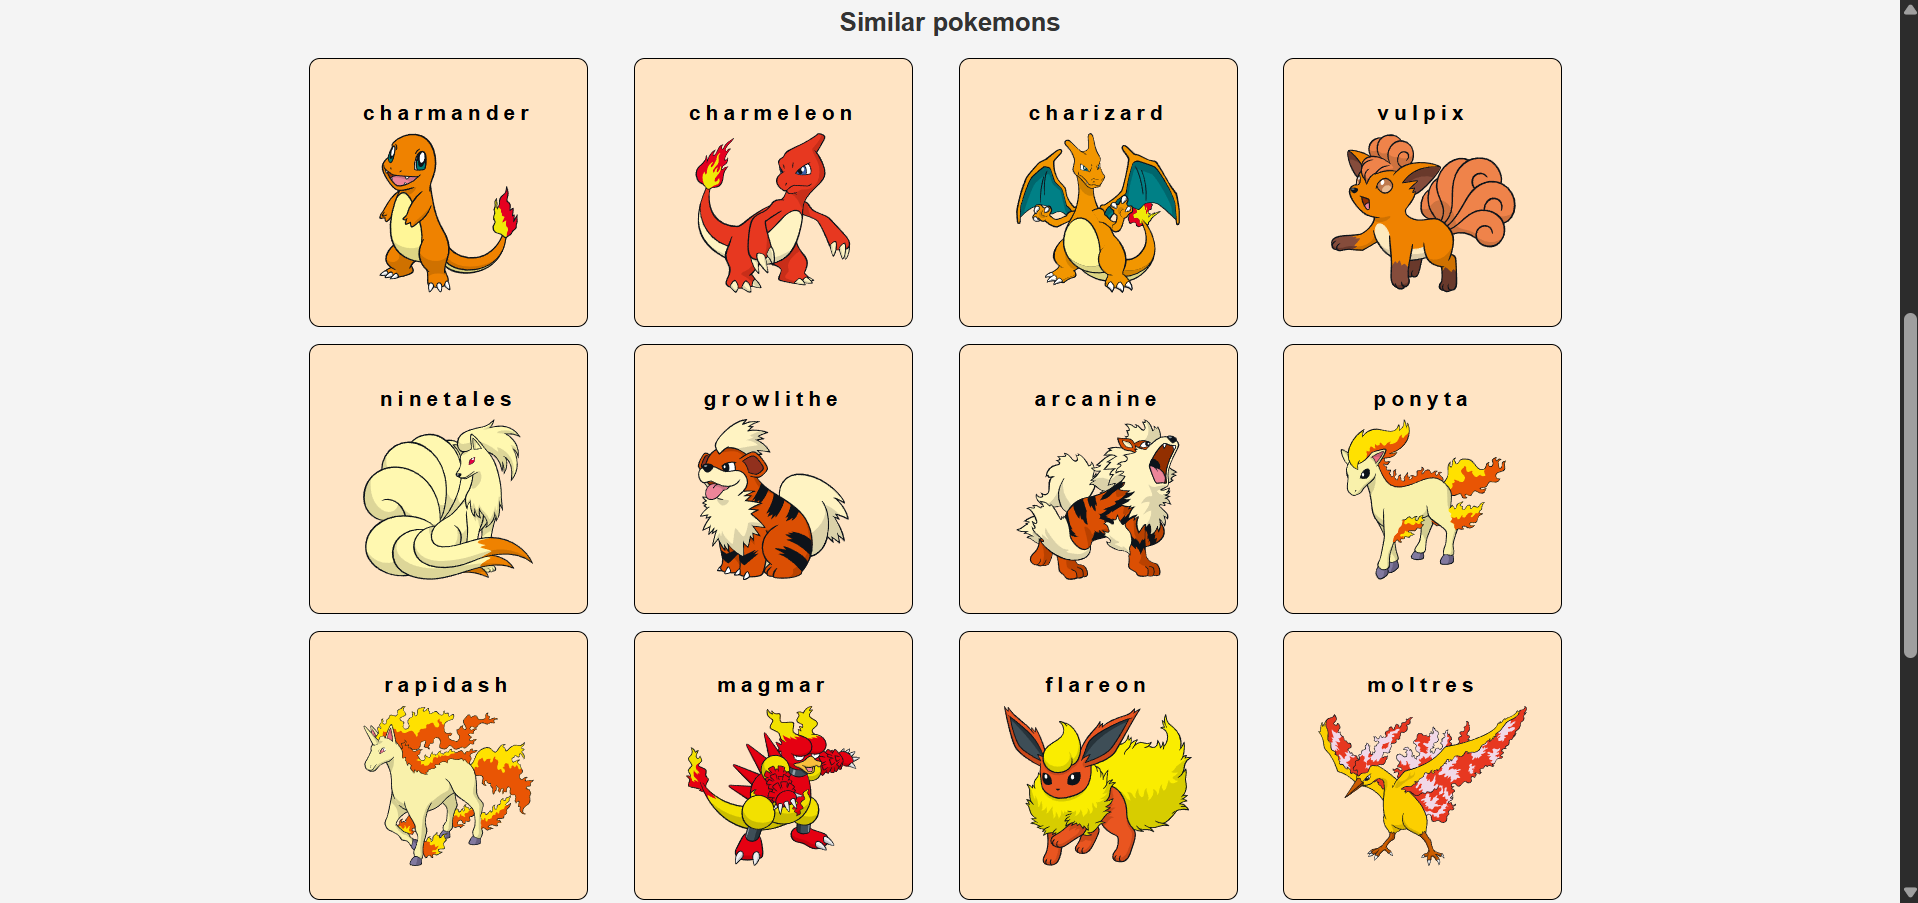 Similar pokemons
charmander
charmeleon
charizard
vulpix
ninetales
growlithe
arcanine
ponyta
rapidash
magmar
flareon
moltres